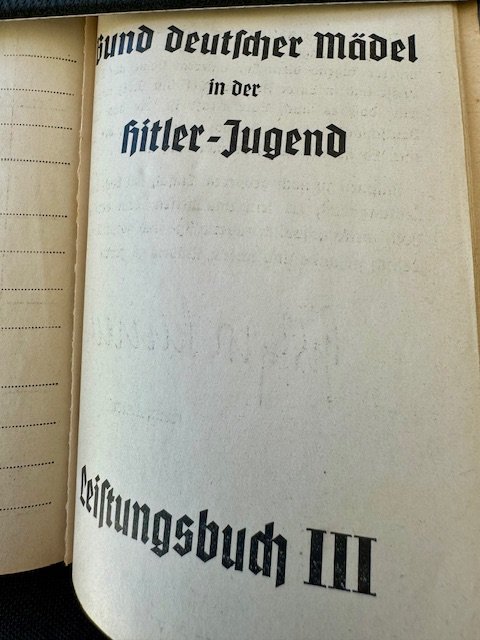 Bund deutscher Mädel
in der
Hitler-Jugend
Leistungsbuch III